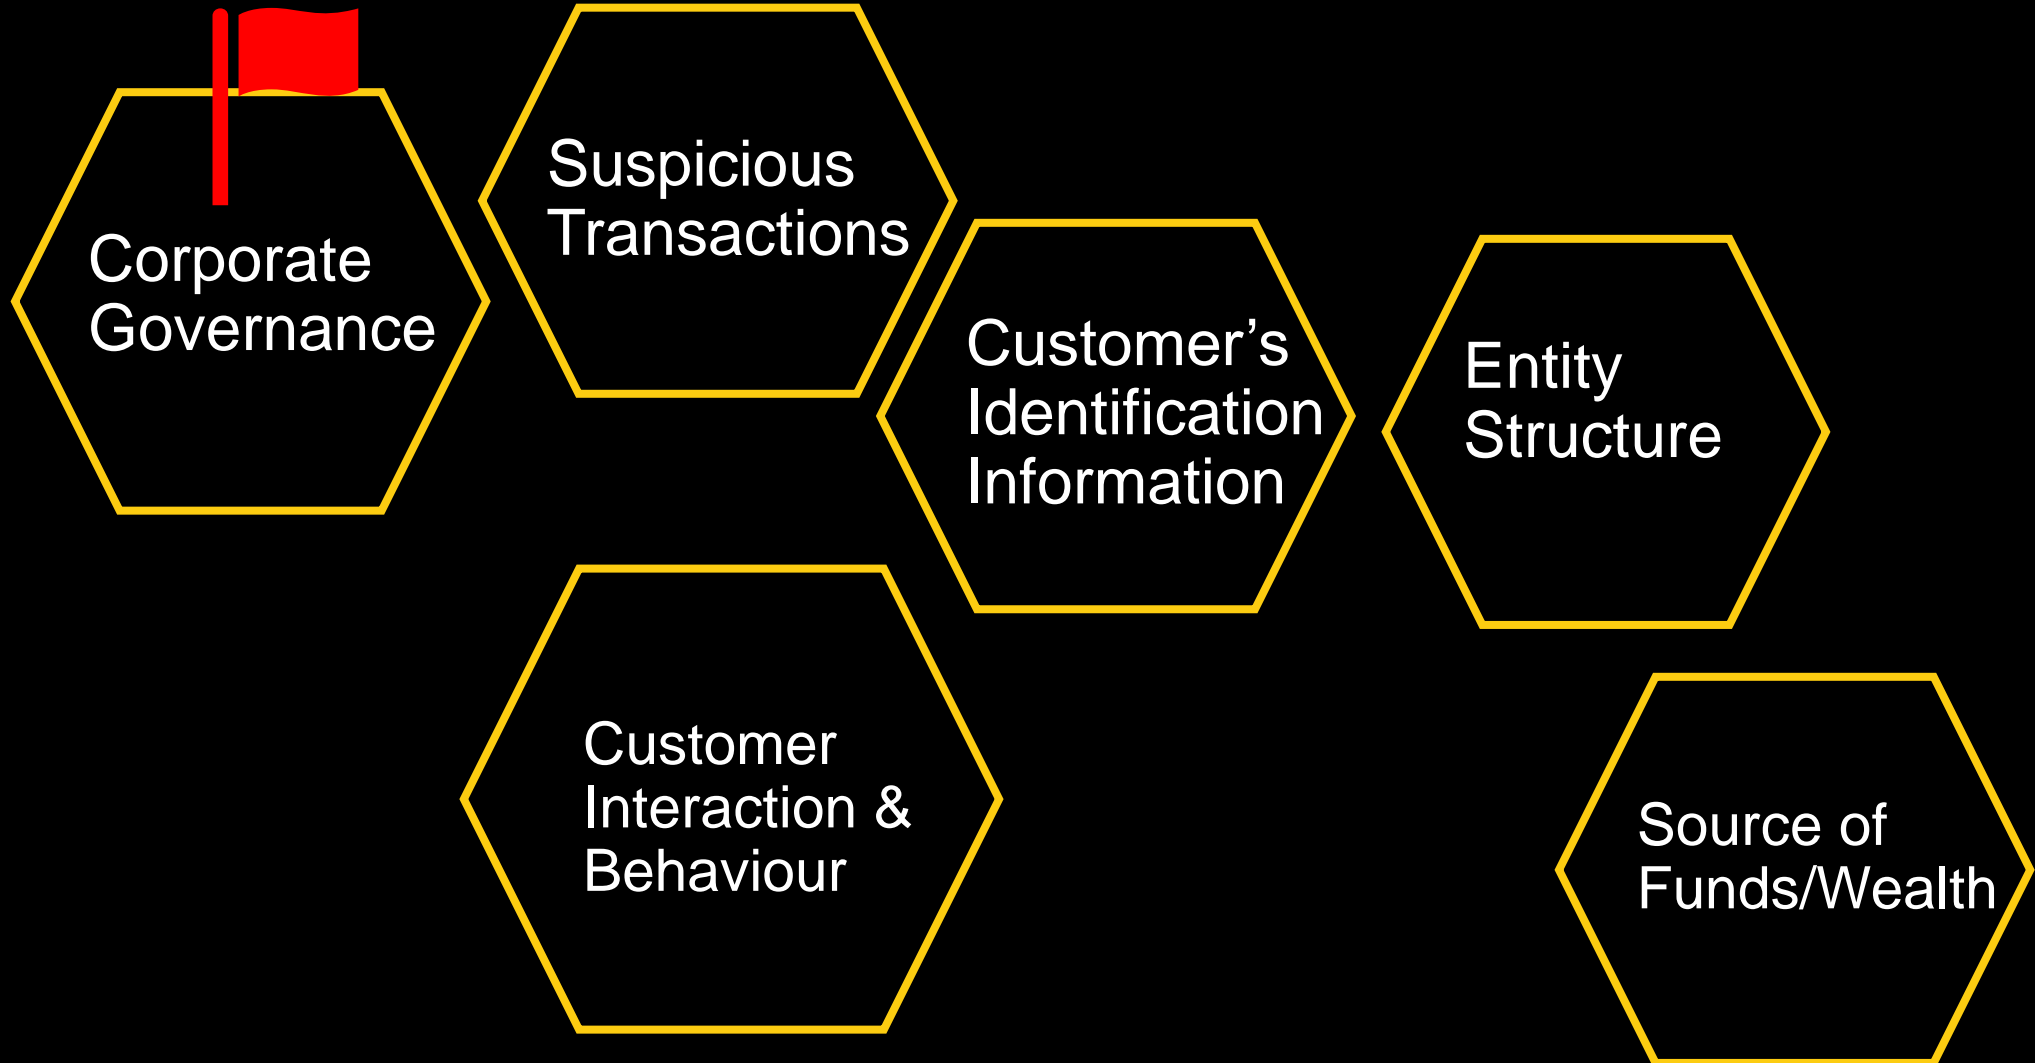 Corporate
Governance
Suspicious
Transactions
Customer’s
Identification
Information
Entity
Structure
Customer
Interaction &
Behaviour
Source of
Funds/Wealth